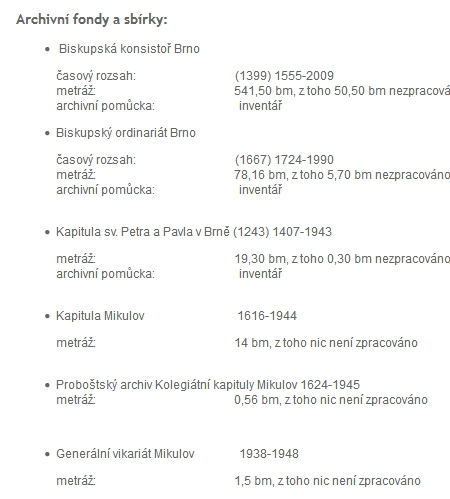 Archivní fondy a sbírky:
• Biskupská konsistoř Brno
časový rozsah: (1399) 1555-2009
metráž: 541,50 bm, z toho 50,50 bm nezpracová
archivní pomůcka: inventář
• Biskupský ordinariát Brno
časový rozsah: (1667) 1724-1990
metráž: 78,16 bm, z toho 5,70 bm nezpracováno
archivní pomůcka: inventář
• Kapitula sv. Petra a Pavla v Brně (1243) 1407-1943
metráž: 19,30 bm, z toho 0,30 bm nezpracováno
archivní pomůcka: inventář
• Kapitula Mikulov 1616-1944
metráž: 14 bm, z toho nic není zpracováno
• Proboštský archiv Kolegiátní kapituly Mikulov 1624-1945
metráž: 0,56 bm, z toho nic není zpracováno
• Generální vikariát Mikulov 1938-1948
metráž: 1,5 bm, z toho nic není zpracováno